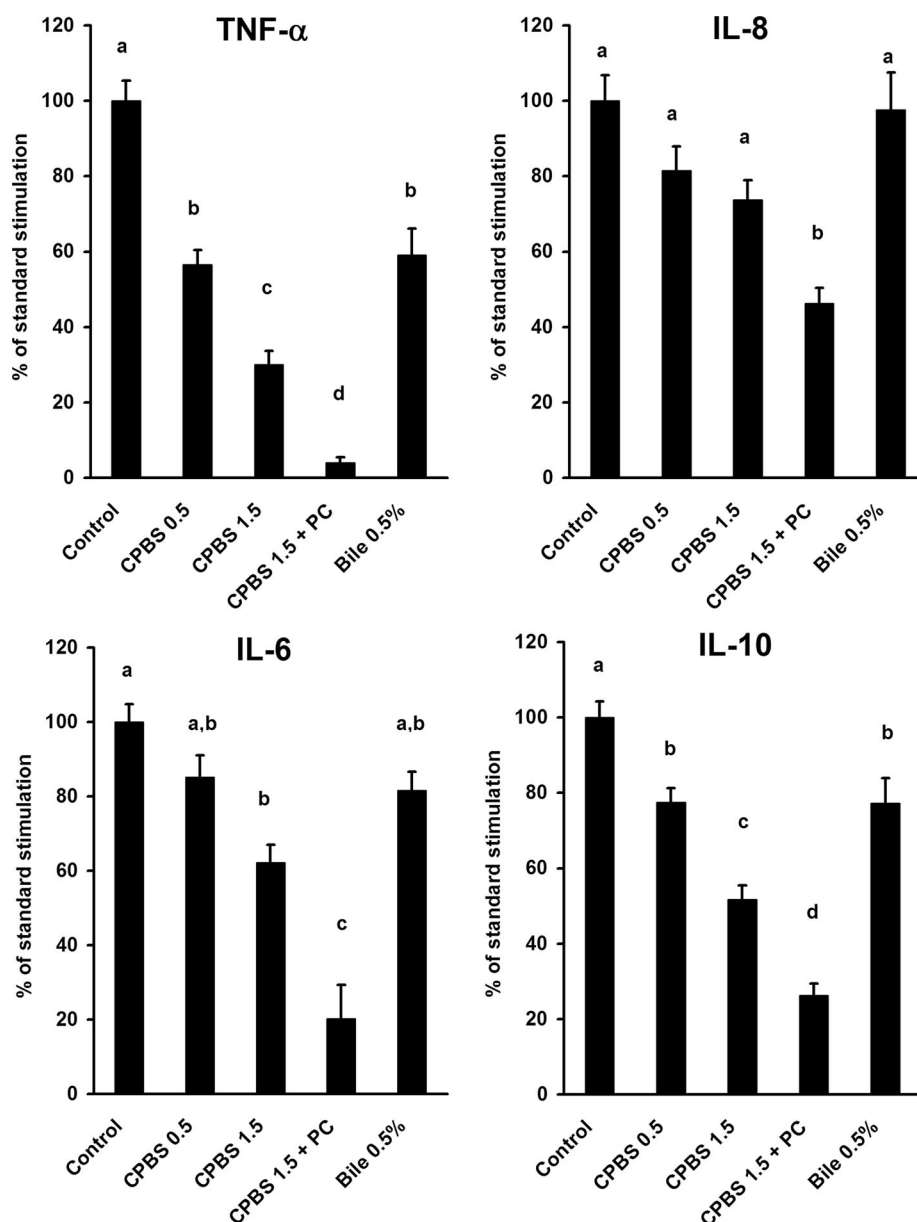 TNF-α
% of standard stimulation
120
100
80
60
40
20
0
a
b
c
d
b
Control
CPBS 0.5
CPBS 1.5
CPBS 1.5 + PC
Bile 0.5%
IL-8
% of standard stimulation
120
100
80
60
40
20
0
a
a
a
b
a
Control
CPBS 0.5
CPBS 1.5
CPBS 1.5 + PC
Bile 0.5%
IL-6
% of standard stimulation
120
100
80
60
40
20
0
a
a,b
b
c
a,b
Control
CPBS 0.5
CPBS 1.5
CPBS 1.5 + PC
Bile 0.5%
IL-10
% of standard stimulation
120
100
80
60
40
20
0
a
b
c
d
b
Control
CPBS 0.5
CPBS 1.5
CPBS 1.5 + PC
Bile 0.5%